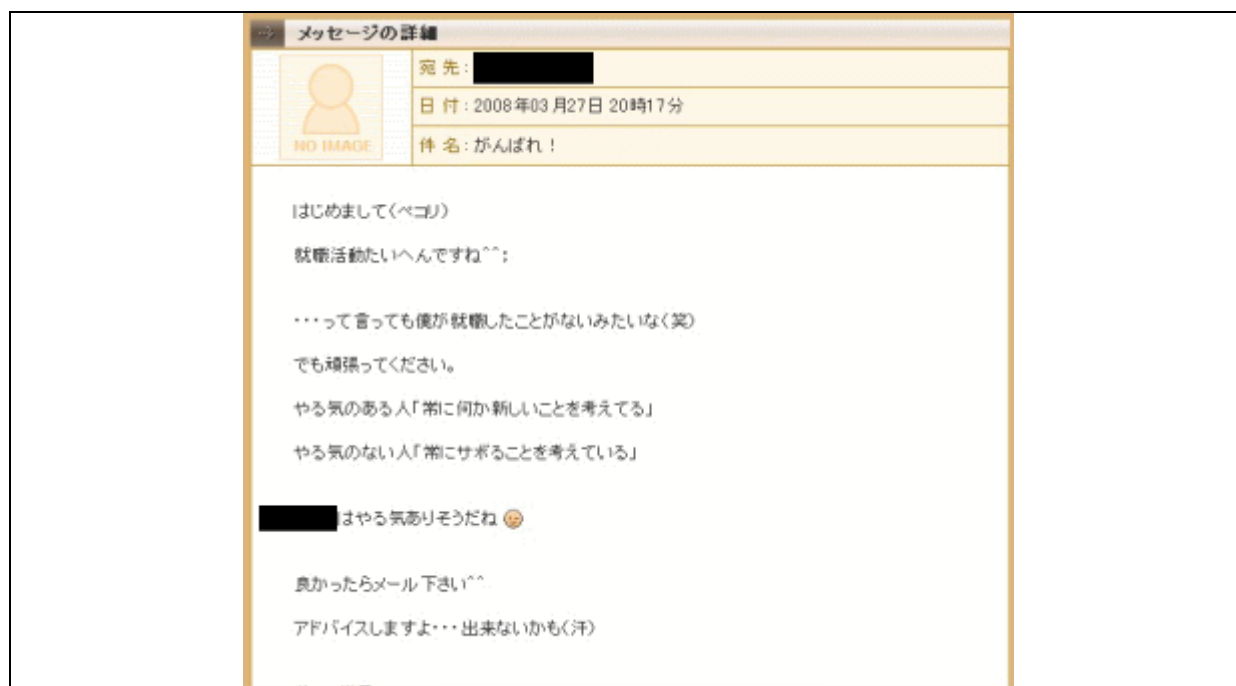 メッセージの詳細
宛 先 :
日 付 : 2008年03月27日 20時17分
NO IMAGE
件 名 : がんばれ！
はじめまして（ペコリ）
就職活動たいへんですね^^;
・・・って言っても僕が就職したことがないみたいな（笑）
でも頑張ってください。
やる気のある人「常に何か新しいことを考えてる」
やる気のない人「常にサボることを考えている」
はやる気ありそうだね
良かったらメール下さい^^
アドバイスしますよ・・・出来ないかも（汗）